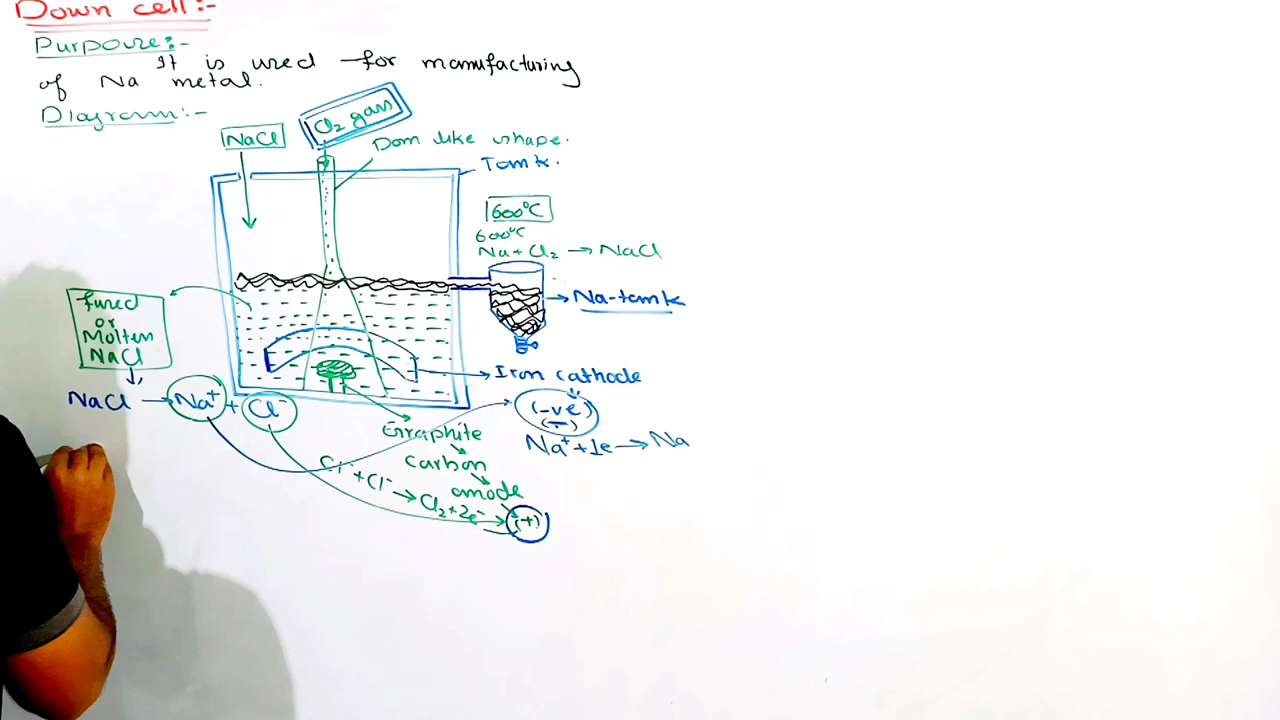 Down cell:-
Purpouse:-
It is used for manufacturing
of Na metal.
Diagram:-
Cl₂ gass
NaCl
Dom like shape.
Tank.
600°C
600°C
Na+Cl₂ → NaCl
Na-tank
fused
or
Molten
NaCl
Iron cathode
NaCl → Na⁺ + Cl⁻
(-ve)
(-)
Na⁺+1e → Na
Graphite
Carbon
anode
Cl⁻+Cl⁻ → Cl₂+2e⁻
(+)